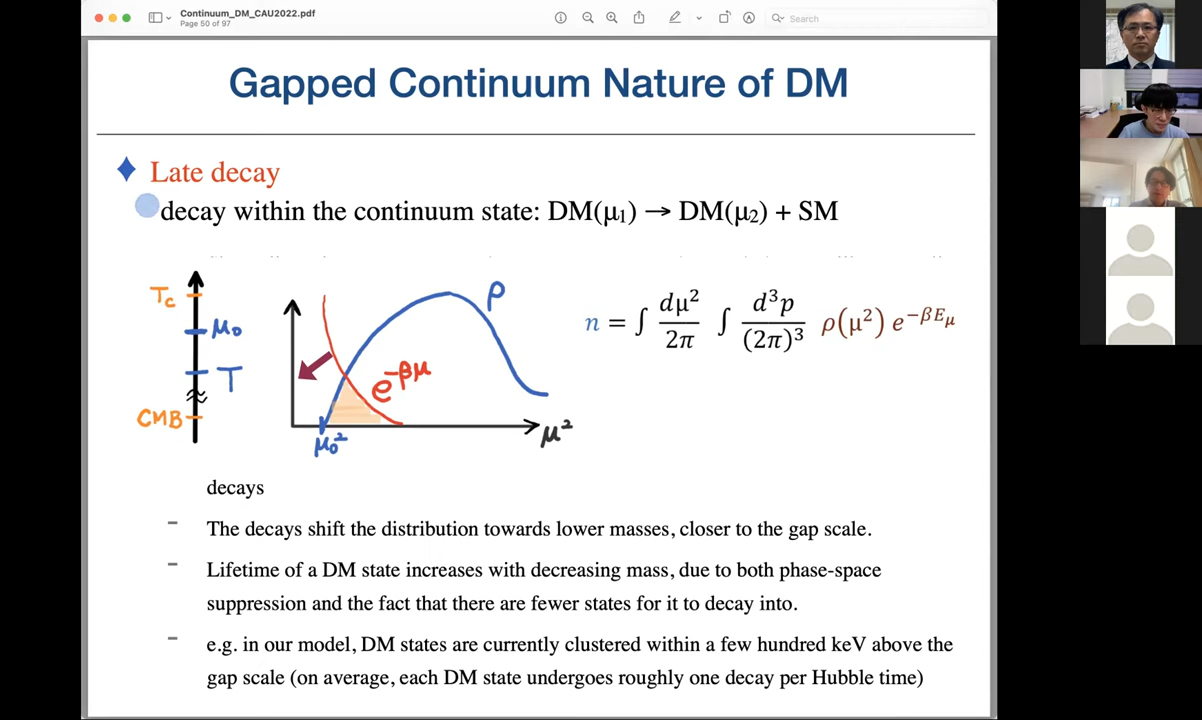 Continuum_DM_CAU2022.pdf
Page 50 of 97
Search
Gapped Continuum Nature of DM
Late decay
decay within the continuum state: DM(μ₁) → DM(μ₂) + SM
Tc
μ₀
T
CMB
ρ
e^-βμ
μ₀²
μ²
n = ∫ dμ²/2π ∫ d³p/(2π)³ ρ(μ²) e^-βEμ
decays
- The decays shift the distribution towards lower masses, closer to the gap scale.
- Lifetime of a DM state increases with decreasing mass, due to both phase-space
suppression and the fact that there are fewer states for it to decay into.
- e.g. in our model, DM states are currently clustered within a few hundred keV above the
gap scale (on average, each DM state undergoes roughly one decay per Hubble time)